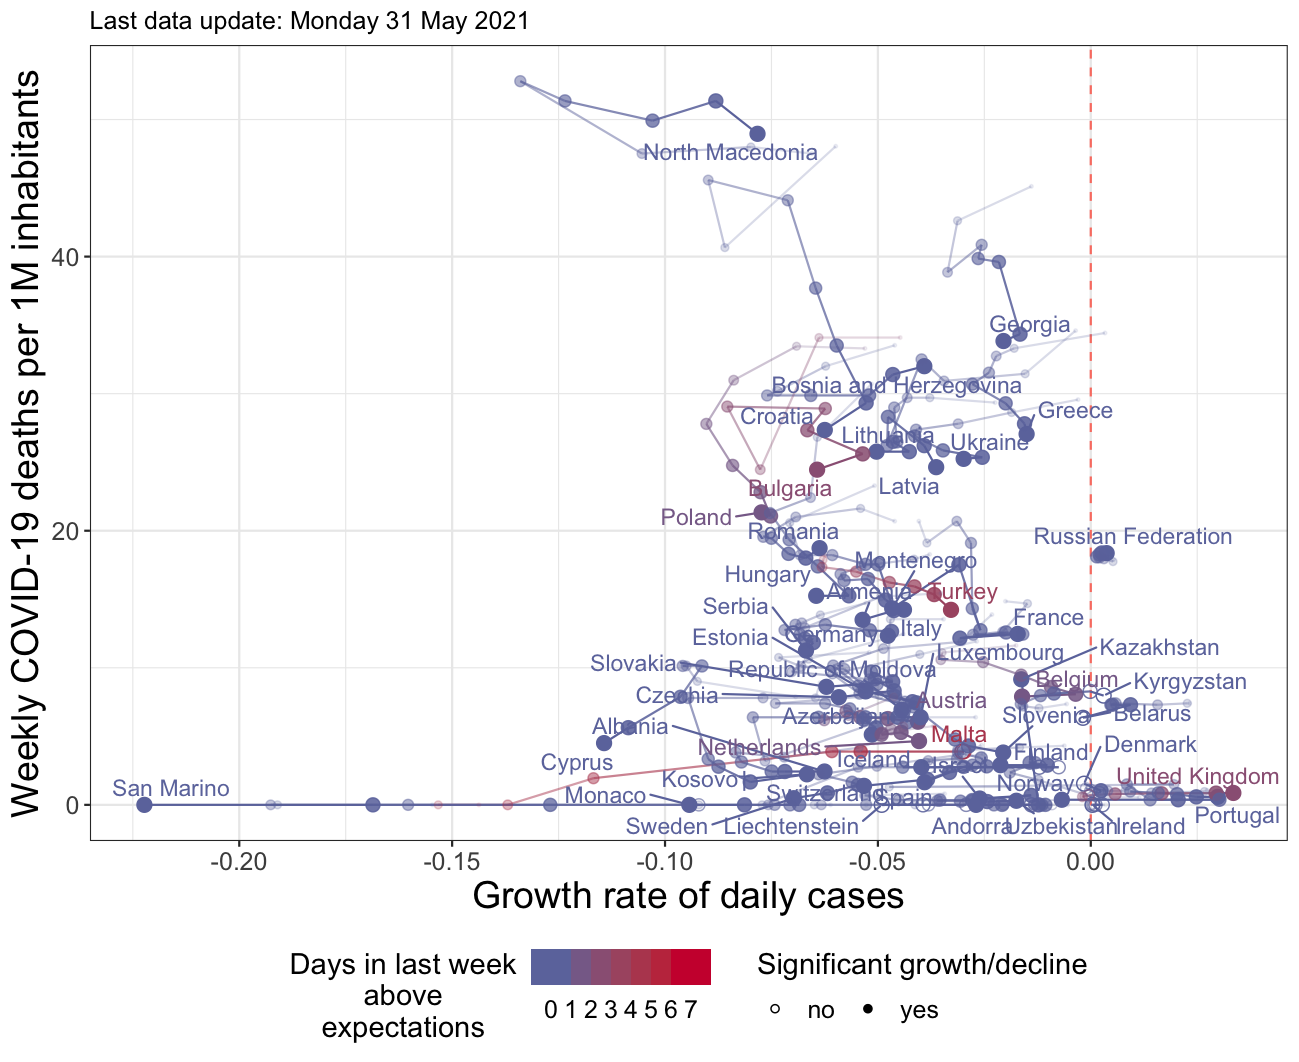 Last data update: Monday 31 May 2021
Weekly COVID-19 deaths per 1M inhabitants
40
20
0
North Macedonia
Georgia
Bosnia and Herzegovina
Croatia
Greece
Lithuania
Ukraine
Bulgaria
Latvia
Poland
Romania
Russian Federation
Hungary
Montenegro
Armenia
Turkey
Serbia
France
Estonia
Germany
Italy
Kazakhstan
Slovakia
Republic of Moldova
Luxembourg
Belgium
Kyrgyzstan
Czechia
Austria
Azerbaijan
Slovenia
Belarus
Albania
Netherlands
Malta
Denmark
Cyprus
Iceland
Israel
Finland
San Marino
Kosovo
Norway
United Kingdom
Monaco
Switzerland
Spain
Portugal
Sweden
Liechtenstein
Andorra
Uzbekistan
Ireland
-0.20
-0.15
-0.10
-0.05
0.00
Growth rate of daily cases
Days in last week
above
expectations
0 1 2 3 4 5 6 7
Significant growth/decline
no
yes